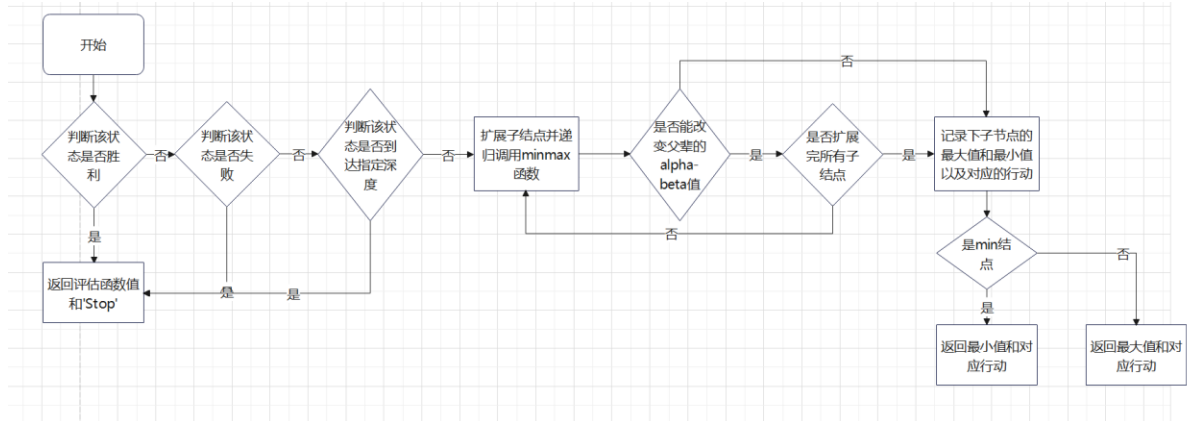 开始
判断该状
态是否胜
利
否
判断该状
态是否失
败
否
判断该状
态是否到
达指定深
度
否
扩展子结点并递
归调用minmax
函数
是否能改
变父辈的
alpha-
beta值
否
是
是否扩展
完所有子
结点
是
否
记录下子节点的
最大值和最小值
以及对应的行动
是
返回评估函数值
和'Stop'
是
是
是min结
点
否
是
返回最小值和对
应行动
返回最大值和对
应行动